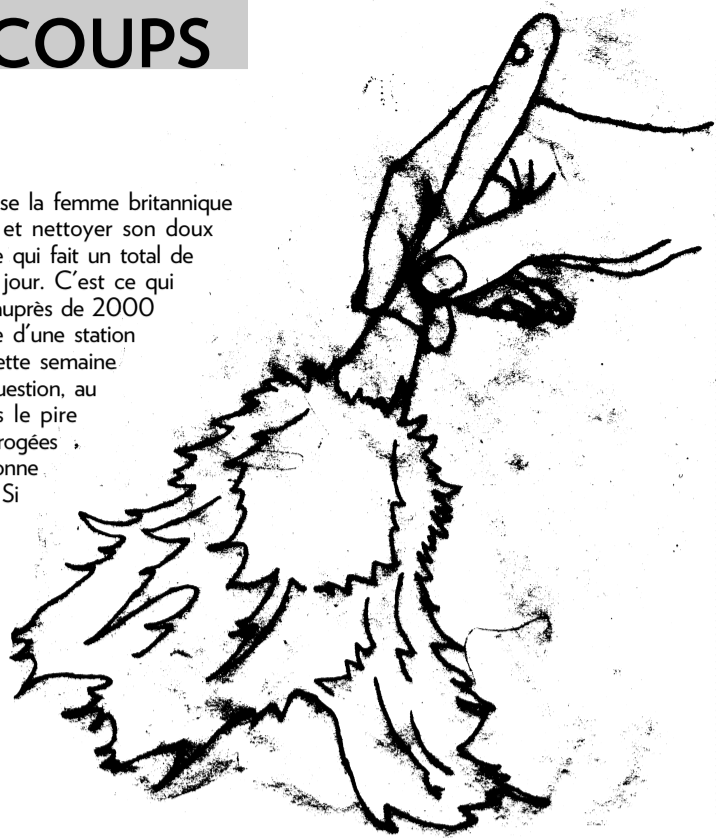 COUPS
se la femme britannique
et nettoyer son doux
e qui fait un total de
jour. C'est ce qui
auprès de 2000
e d'une station
ette semaine
uestion, au
s le pire
rogées
onne
Si